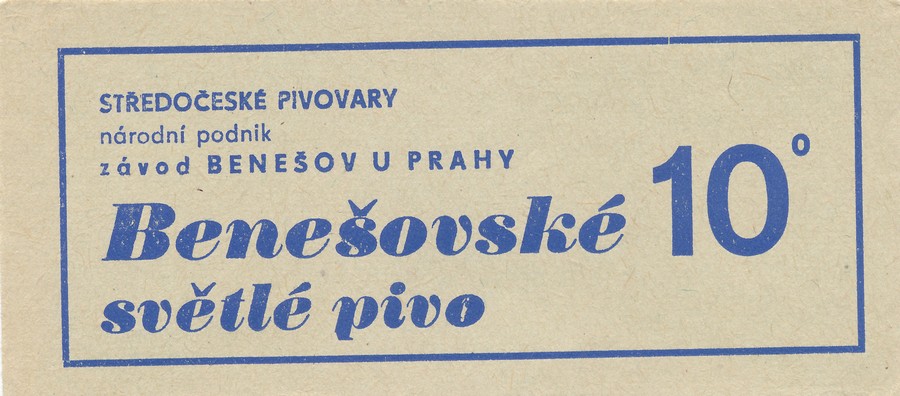 STŘEDOČESKÉ PIVOVARY
národní podnik
závod BENEŠOV U PRAHY
Benešovské 10°
světlé pivo